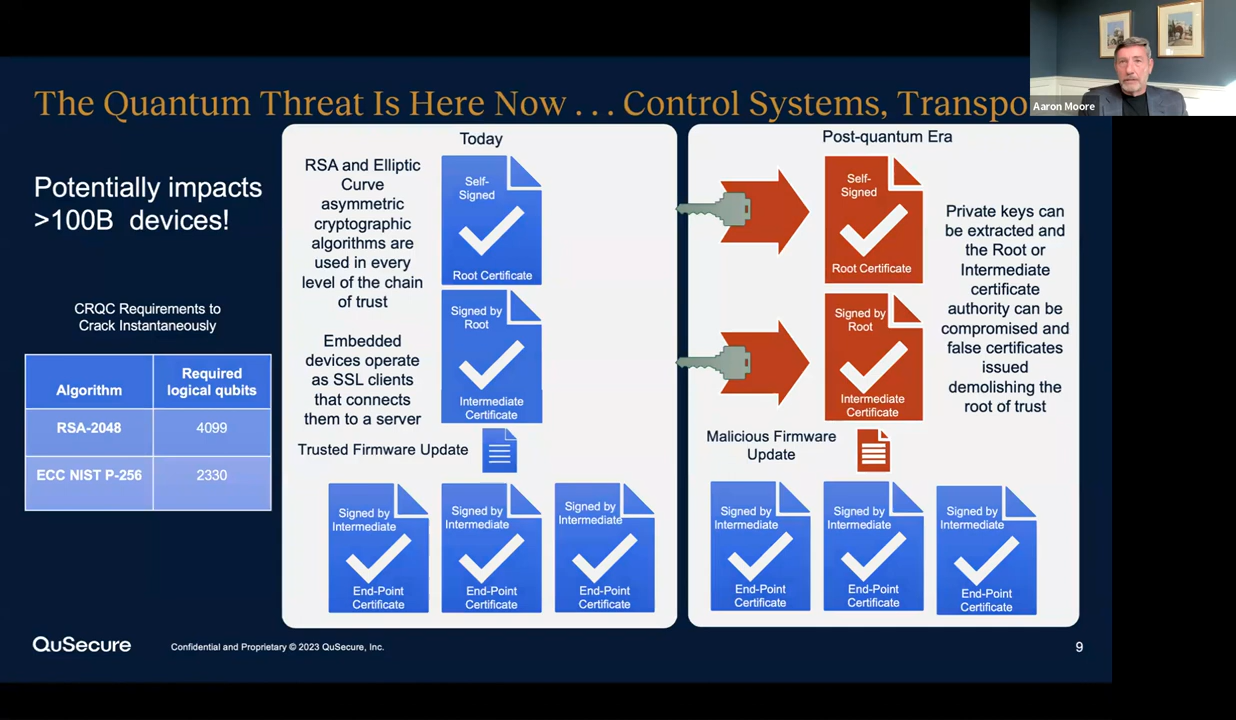 The Quantum Threat Is Here Now . . . Control Systems, Transpo
Aaron Moore
Potentially impacts
>100B devices!
CRQC Requirements to
Crack Instantaneously
Algorithm
Required
logical qubits
RSA-2048
4099
ECC NIST P-256
2330
Today
RSA and Elliptic
Curve
asymmetric
cryptographic
algorithms are
used in every
level of the chain
of trust
Embedded
devices operate
as SSL clients
that connects
them to a server
Self-
Signed
Root Certificate
Signed by
Root
Intermediate
Certificate
Trusted Firmware Update
Signed by
Intermediate
End-Point
Certificate
Signed by
Intermediate
End-Point
Certificate
Signed by
Intermediate
End-Point
Certificate
Post-quantum Era
Self-
Signed
Root Certificate
Signed by
Root
Intermediate
Certificate
Private keys can
be extracted and
the Root or
Intermediate
certificate
authority can be
compromised and
false certificates
issued
demolishing the
root of trust
Malicious Firmware
Update
Signed by
Intermediate
End-Point
Certificate
Signed by
Intermediate
End-Point
Certificate
Signed by
Intermediate
End-Point
Certificate
QuSecure
Confidential and Proprietary © 2023 QuSecure, Inc.
9